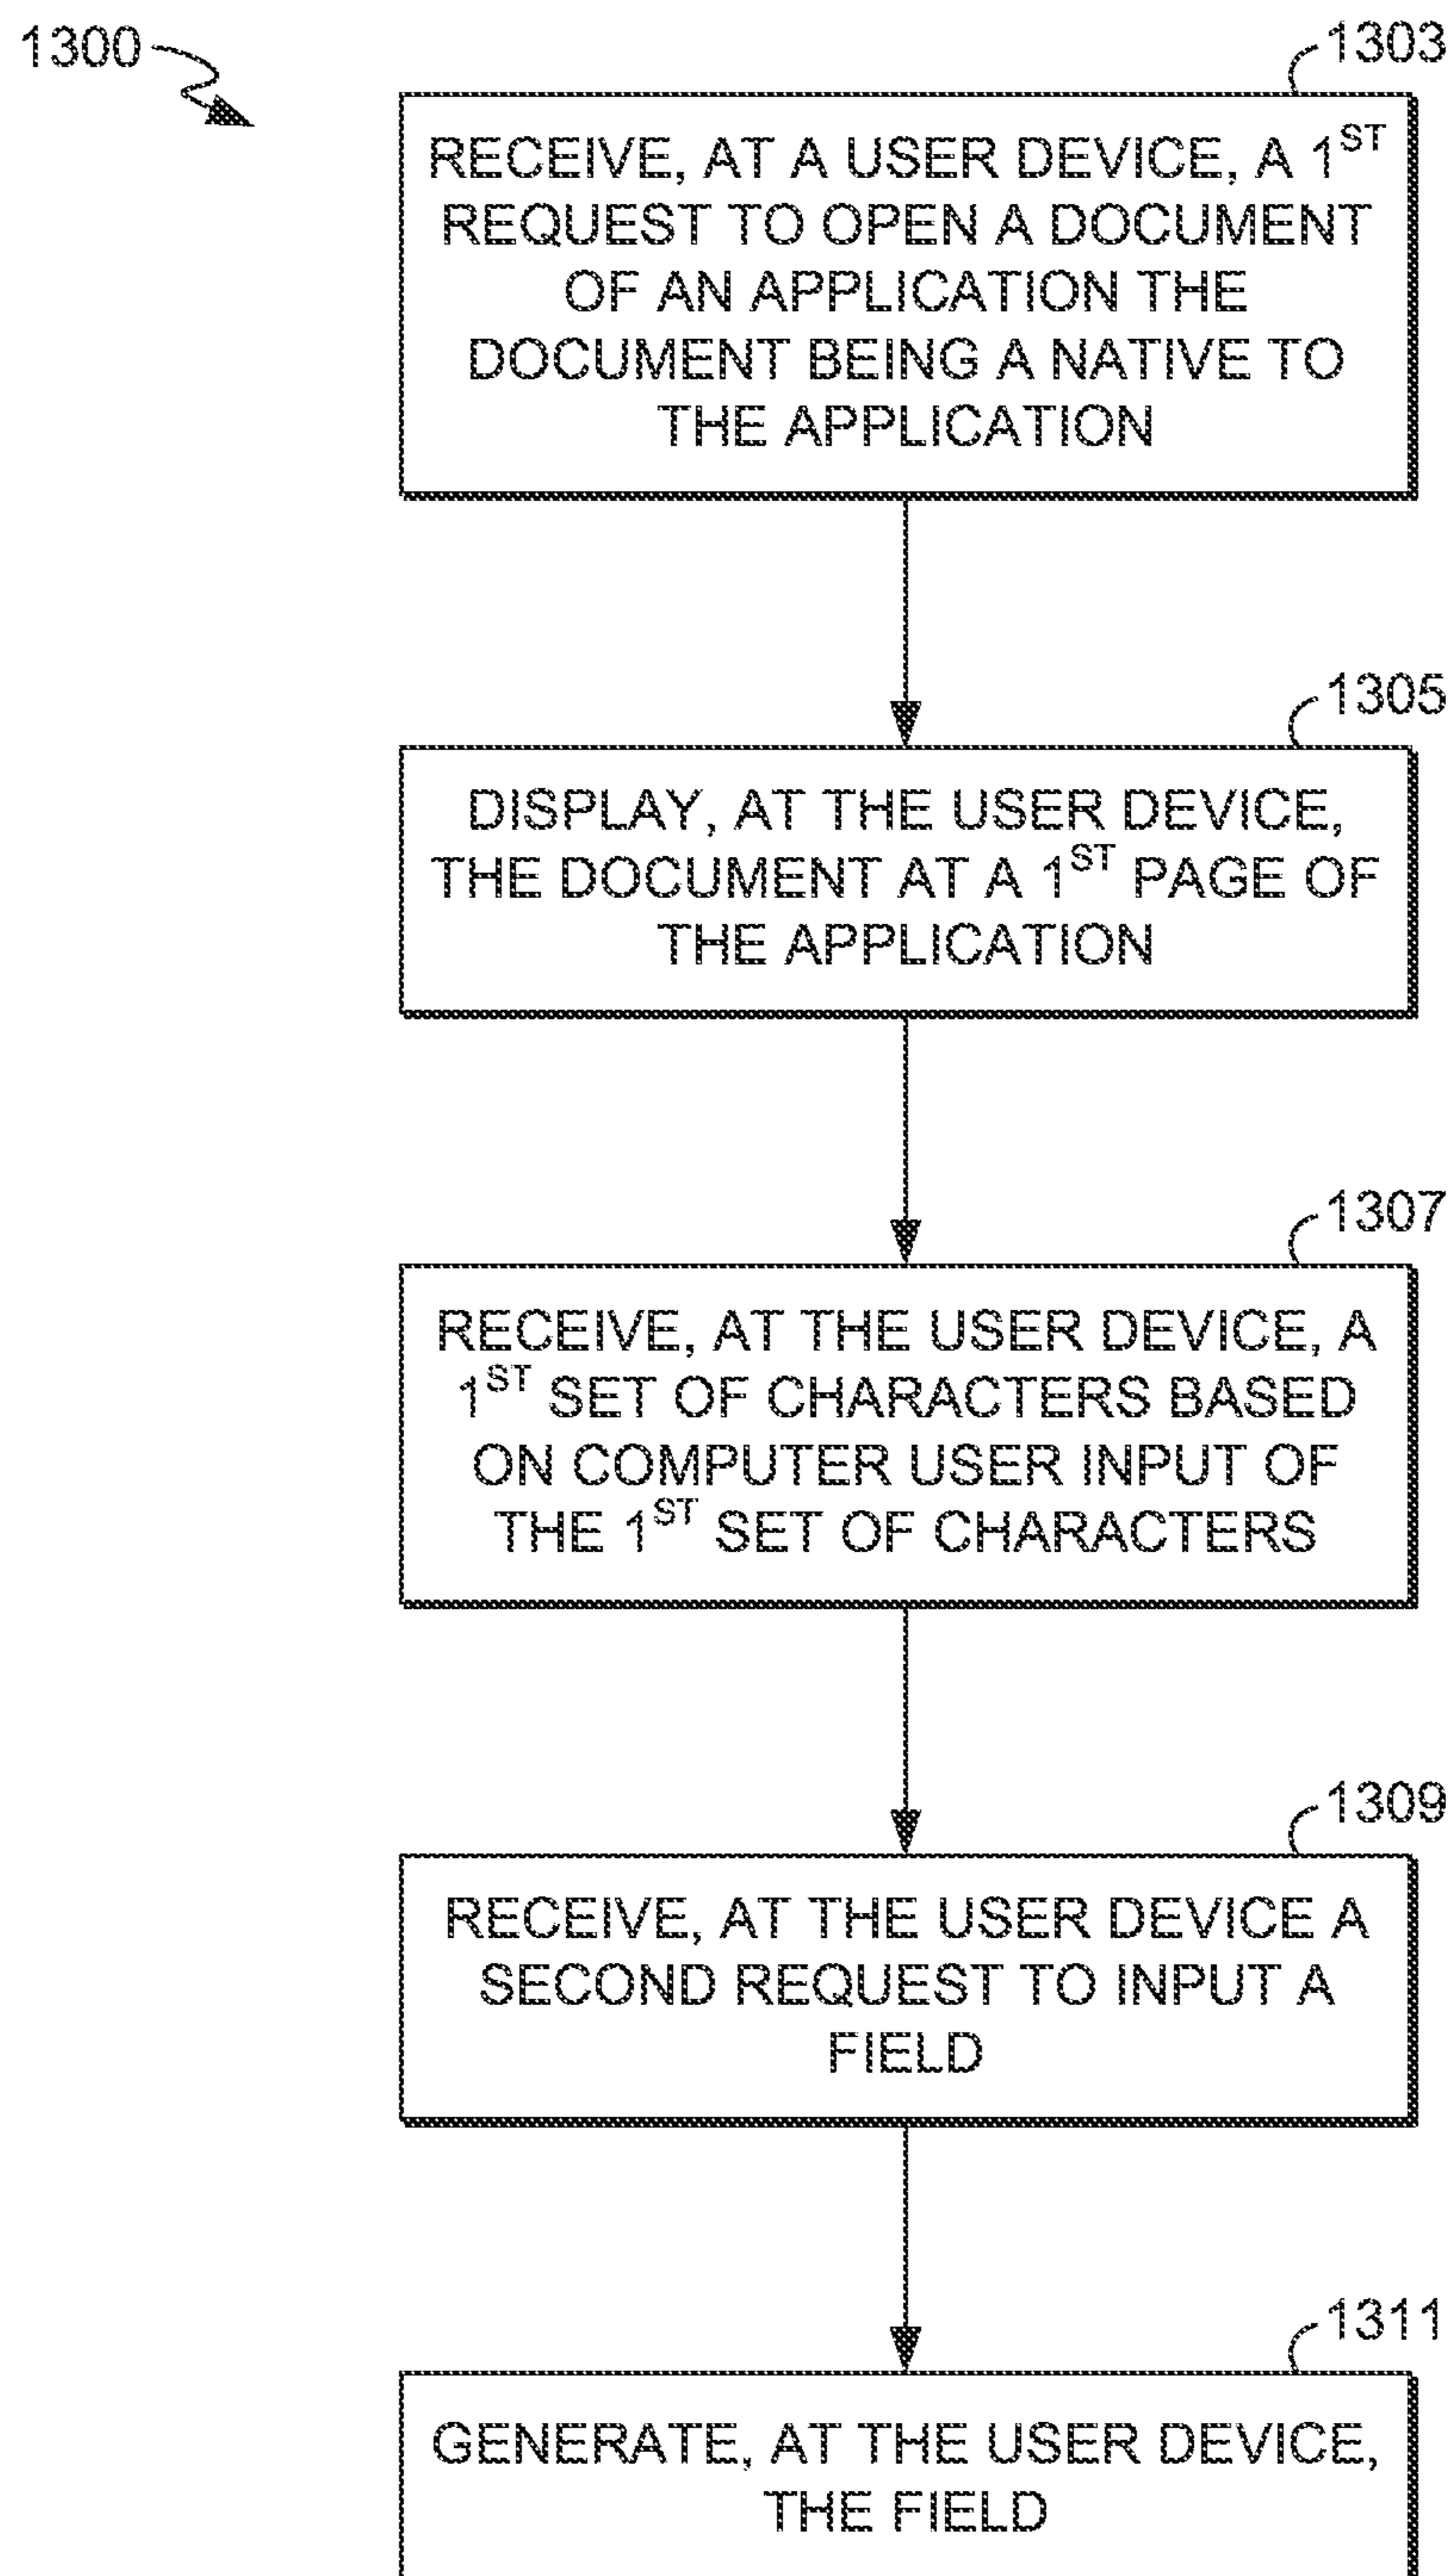 1300
1303
RECEIVE, AT A USER DEVICE, A 1ST
REQUEST TO OPEN A DOCUMENT
OF AN APPLICATION THE
DOCUMENT BEING A NATIVE TO
THE APPLICATION
1305
DISPLAY, AT THE USER DEVICE,
THE DOCUMENT AT A 1ST PAGE OF
THE APPLICATION
1307
RECEIVE, AT THE USER DEVICE, A
1ST SET OF CHARACTERS BASED
ON COMPUTER USER INPUT OF
THE 1ST SET OF CHARACTERS
1309
RECEIVE, AT THE USER DEVICE A
SECOND REQUEST TO INPUT A
FIELD
1311
GENERATE, AT THE USER DEVICE,
THE FIELD